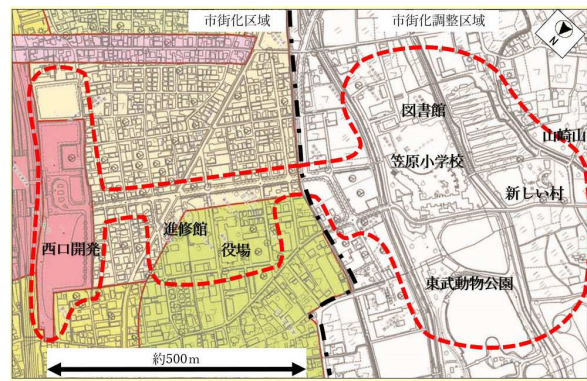 市街化区域
市街化調整区域
N
図書館
山崎山
笠原小学校
新しい村
進修館
西口開発
役場
東武動物公園
約500m